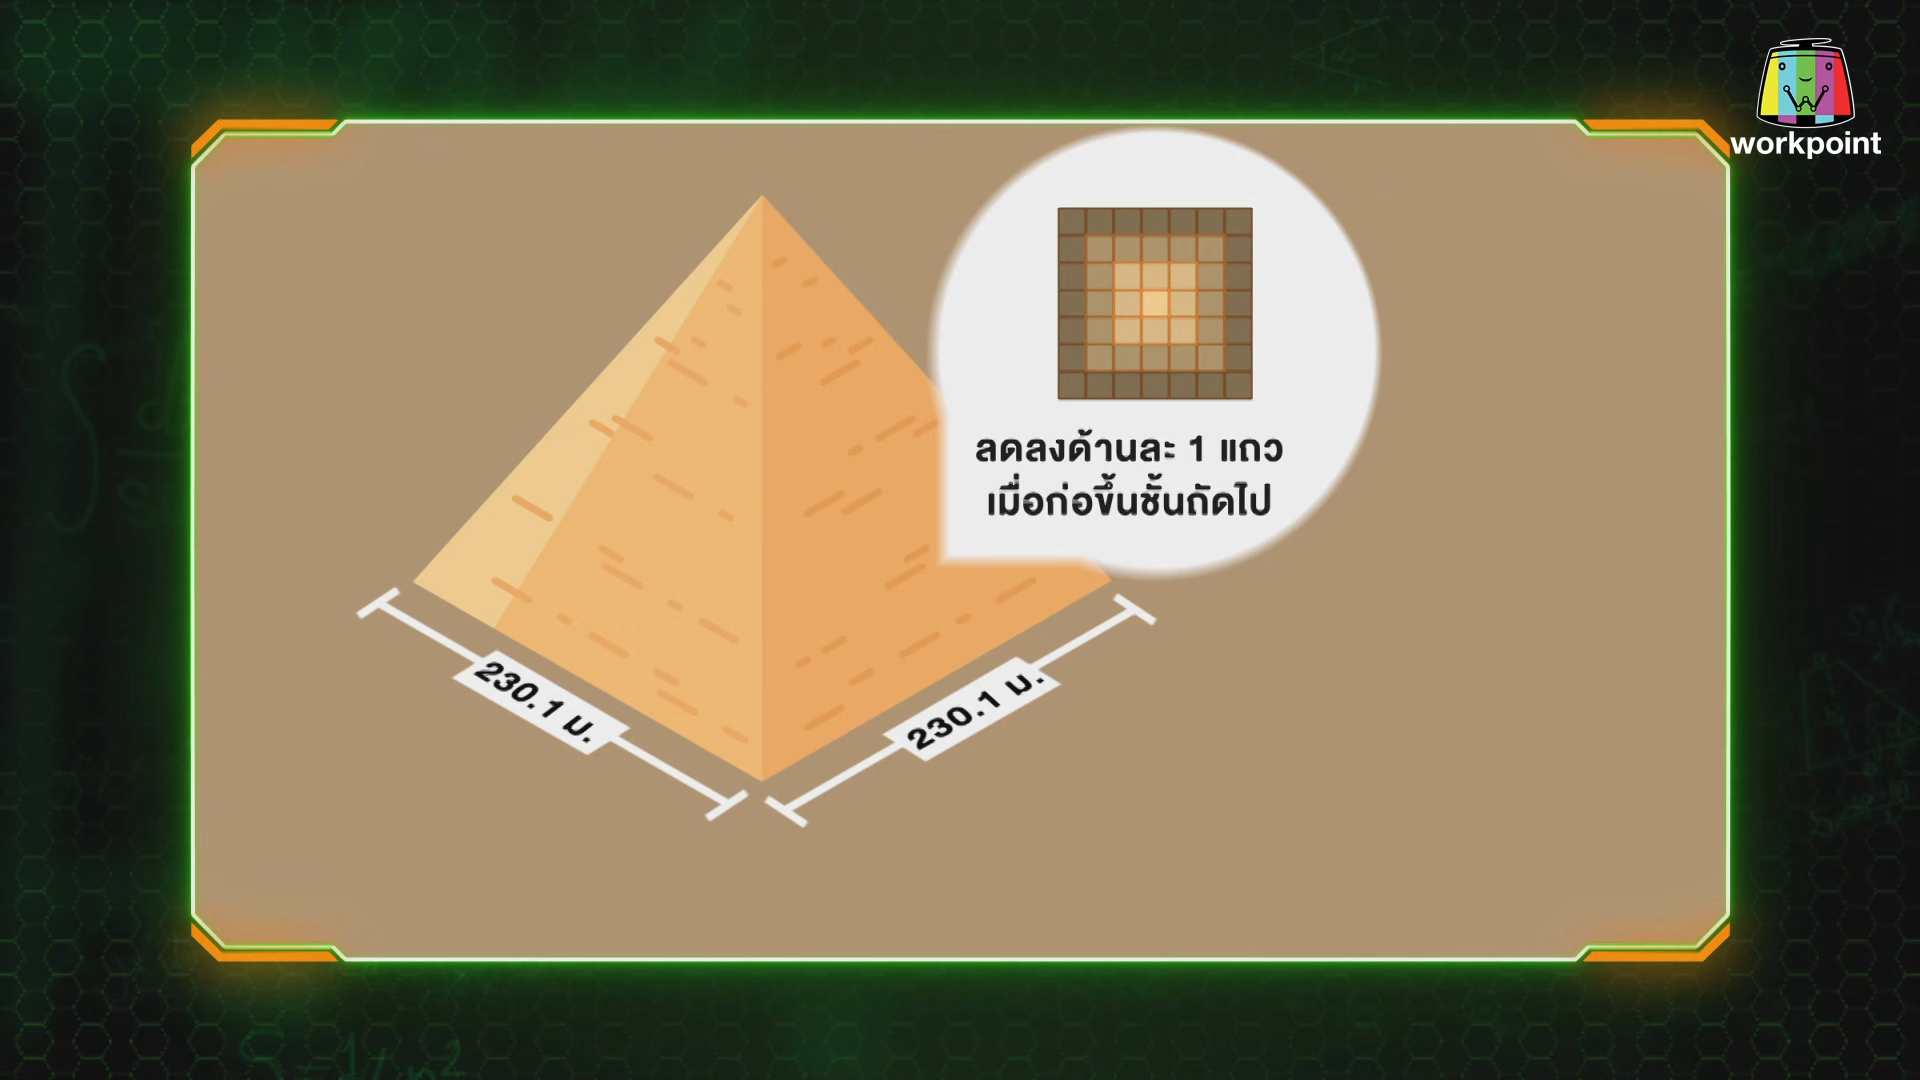 workpoint
ลดลงด้านละ 1 แถว
เมื่อก่อขึ้นชั้นถัดไป
230.1 ม.
230.1 ม.